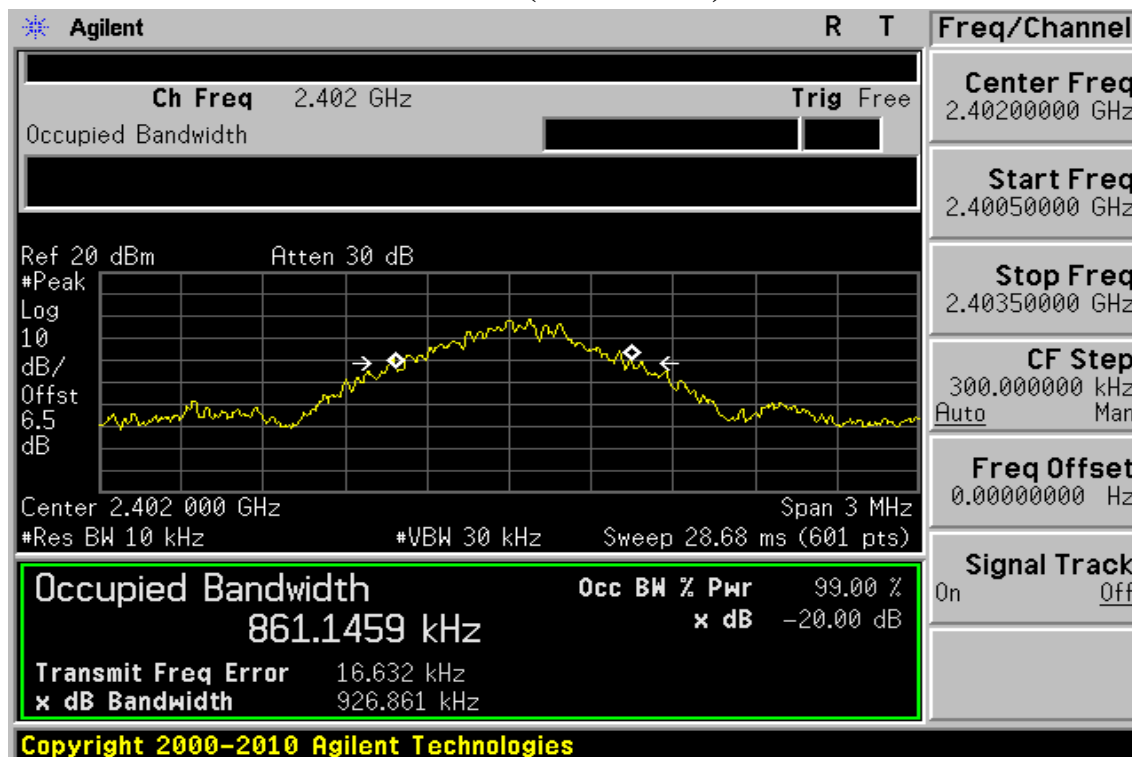 Agilent R T
Freq/Channel
Ch Freq 2.402 GHz Trig Free
Occupied Bandwidth
Center Freq
2.40200000 GHz
Start Freq
2.40050000 GHz
Stop Freq
2.40350000 GHz
CF Step
300.000000 kHz
Auto Man
Freq Offset
0.00000000 Hz
Signal Track
On Off
Ref 20 dBm Atten 30 dB
#Peak
Log
10
dB/
Offst
6.5
dB
Center 2.402 000 GHz Span 3 MHz
#Res BW 10 kHz #VBW 30 kHz Sweep 28.68 ms (601 pts)
Occupied Bandwidth Occ BW % Pwr 99.00 %
861.1459 kHz x dB -20.00 dB
Transmit Freq Error 16.632 kHz
x dB Bandwidth 926.861 kHz
Copyright 2000-2010 Agilent Technologies